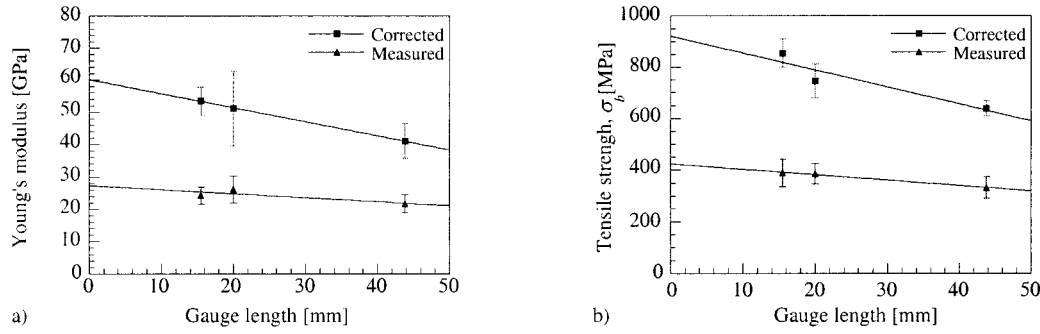 80
70
60
50
40
30
20
10
0
Young's modulus [GPa]
Corrected
Measured
0 10 20 30 40 50
Gauge length [mm]
a)
1000
800
600
400
200
0
Tensile strengh, σb [MPa]
Corrected
Measured
0 10 20 30 40 50
Gauge length [mm]
b)